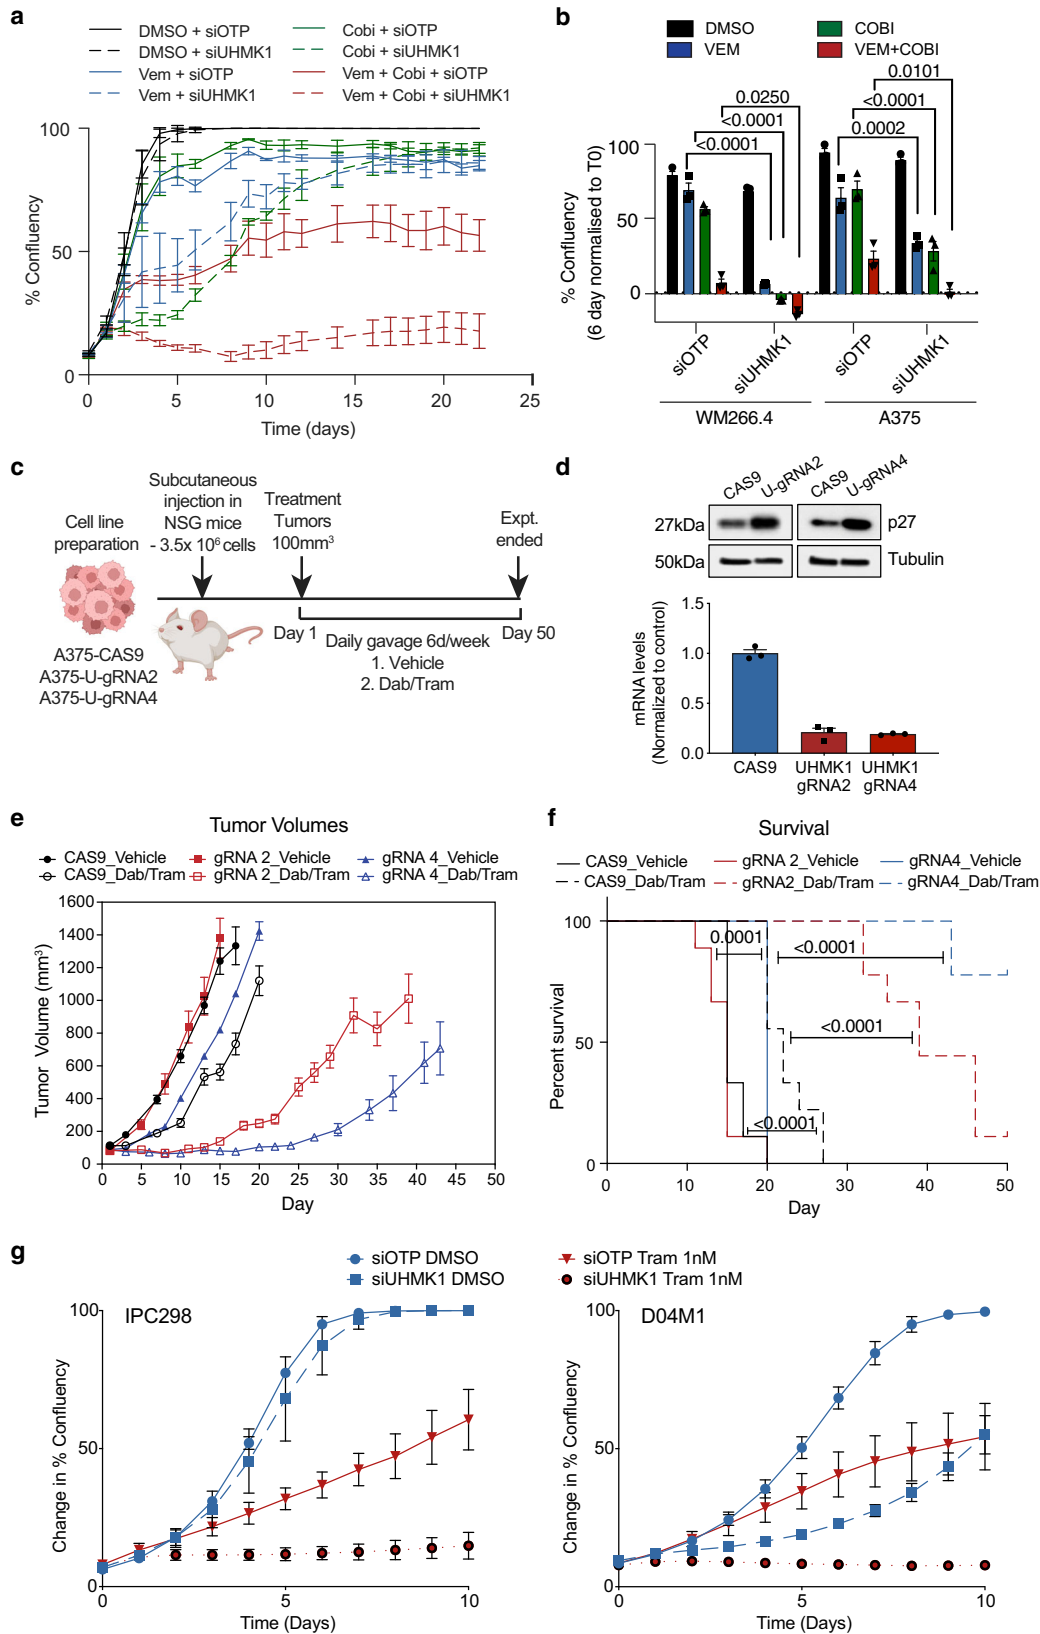 a
DMSO + siOTP
DMSO + siUHMK1
Vem + siOTP
Vem + siUHMK1
Cobi + siOTP
Cobi + siUHMK1
Vem + Cobi + siOTP
Vem + Cobi + siUHMK1
100
50
0
% Confluency
0 5 10 15 20 25
Time (days)
b
DMSO
VEM
COBI
VEM+COBI
0.0101
0.0250
<0.0001
<0.0001
<0.0001
0.0002
100
50
0
% Confluency
(6 day normalised to T0)
siOTP siUHMK1 siOTP siUHMK1
WM266.4 A375
c
Cell line
preparation
A375-CAS9
A375-U-gRNA2
A375-U-gRNA4
Subcutaneous
injection in
NSG mice
- 3.5x 10⁶ cells
Treatment
Tumors
100mm³
Expt.
ended
Day 1
Daily gavage 6d/week
1. Vehicle
2. Dab/Tram
Day 50
d
CAS9 U-gRNA2 CAS9 U-gRNA4
27kDa p27
50kDa Tubulin
1.5
1.0
0.5
0.0
mRNA levels
(Normalized to control)
CAS9 UHMK1 UHMK1
gRNA2 gRNA4
e
Tumor Volumes
CAS9_Vehicle gRNA 2_Vehicle gRNA 4_Vehicle
CAS9_Dab/Tram gRNA 2_Dab/Tram gRNA 4_Dab/Tram
1600
1400
1200
1000
800
600
400
200
0
Tumor Volume (mm³)
0 5 10 15 20 25 30 35 40 45 50
Day
f
Survival
CAS9_Vehicle gRNA 2_Vehicle gRNA4_Vehicle
CAS9_Dab/Tram gRNA2_Dab/Tram gRNA4_Dab/Tram
100
50
0
Percent survival
0.0001
<0.0001
<0.0001
<0.0001
0 10 20 30 40 50
Day
g
siOTP DMSO
siUHMK1 DMSO
siOTP Tram 1nM
siUHMK1 Tram 1nM
IPC298
100
50
0
Change in % Confluency
0 5 10
Time (Days)
D04M1
100
50
0
Change in % Confluency
0 5 10
Time (Days)